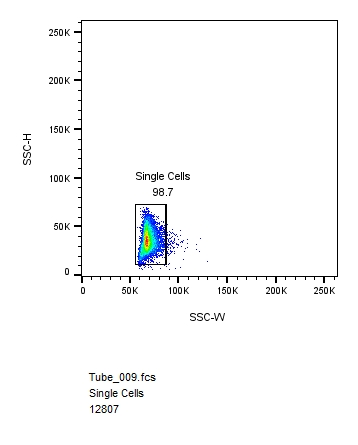 250K
200K
150K
100K
50K
0
SSC-H
Single Cells
98.7
0 50K 100K 150K 200K 250K
SSC-W
Tube_009.fcs
Single Cells
12807